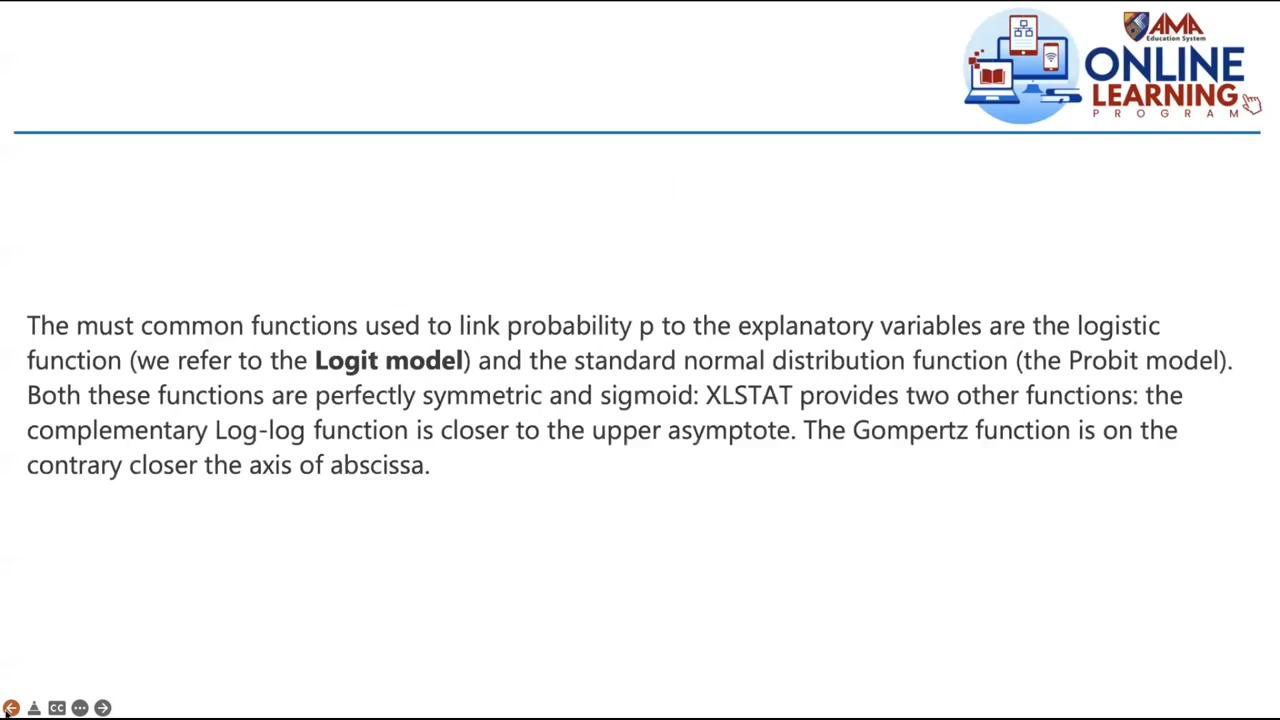 AMA
Education System
ONLINE
LEARNING
PROGRAM
The must common functions used to link probability p to the explanatory variables are the logistic
function (we refer to the Logit model) and the standard normal distribution function (the Probit model).
Both these functions are perfectly symmetric and sigmoid: XLSTAT provides two other functions: the
complementary Log-log function is closer to the upper asymptote. The Gompertz function is on the
contrary closer the axis of abscissa.
CC